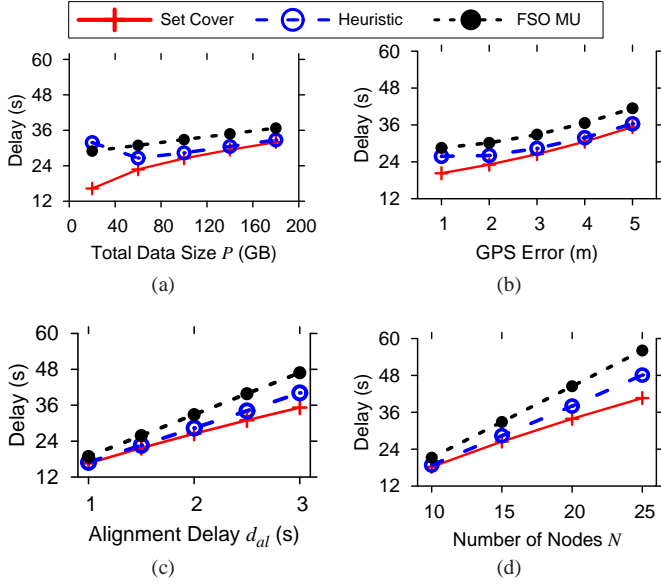 Set Cover Heuristic FSO MU
60
48
36
24
12
Delay (s)
0 40 80 120 160 200
Total Data Size P (GB)
(a)
60
48
36
24
12
Delay (s)
1 2 3 4 5
GPS Error (m)
(b)
60
48
36
24
12
Delay (s)
1 2 3
Alignment Delay d_al (s)
(c)
60
48
36
24
12
Delay (s)
10 15 20 25
Number of Nodes N
(d)